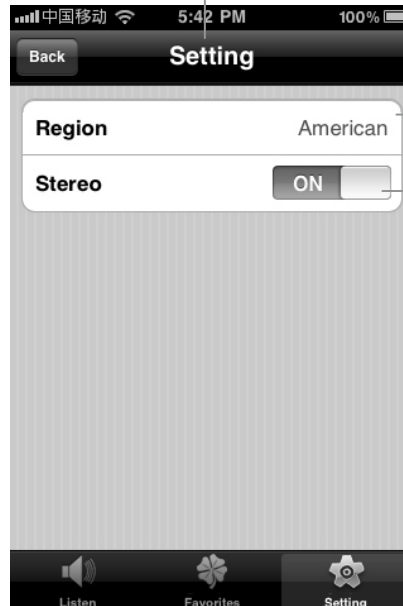 中国移动 5:42 PM 100%
Back Setting
Region American
Stereo ON
Listen Favorites Setting